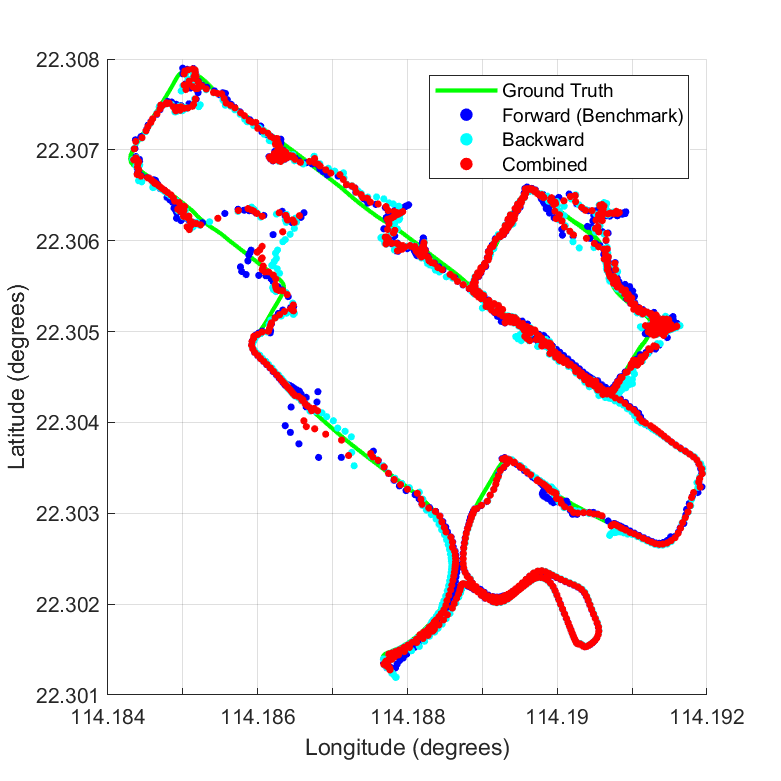 22.308
22.307
22.306
22.305
22.304
22.303
22.302
22.301
Latitude (degrees)
Ground Truth
Forward (Benchmark)
Backward
Combined
114.184
114.186
114.188
114.19
114.192
Longitude (degrees)